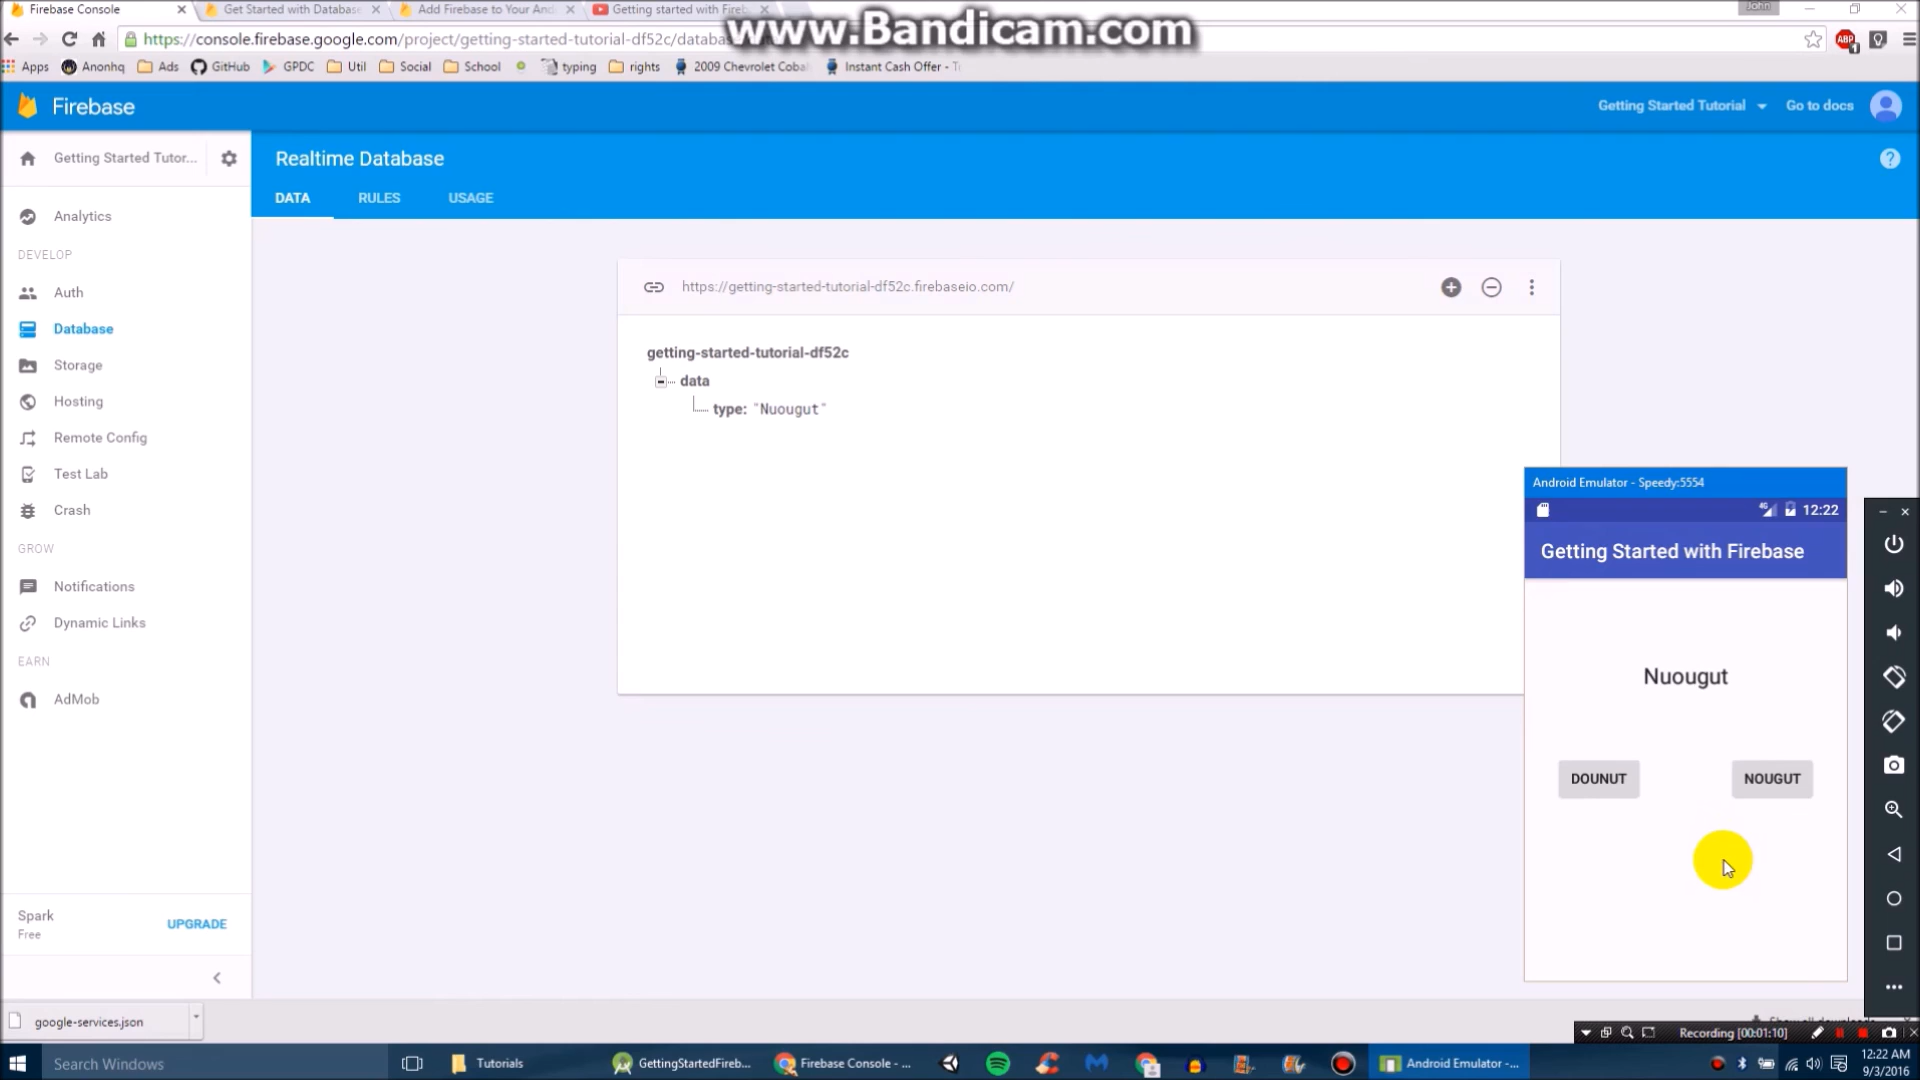 Firebase Console
Get Started with Database
Add Firebase to Your And
Getting started with Fireb
John
www.Bandicam.com
https://console.firebase.google.com/project/getting-started-tutorial-df52c/databa
ABP
1
Apps
Anonhq
Ads
GitHub
GPDC
Util
Social
School
typing
rights
2009 Chevrolet Cobal
Instant Cash Offer - T
Firebase
Getting Started Tutorial
Go to docs
Getting Started Tutor...
Realtime Database
DATA
RULES
USAGE
Analytics
DEVELOP
Auth
Database
Storage
Hosting
Remote Config
Test Lab
Crash
GROW
Notifications
Dynamic Links
EARN
AdMob
https://getting-started-tutorial-df52c.firebaseio.com/
getting-started-tutorial-df52c
data
type: "Nuougut"
Android Emulator - Speedy:5554
4G
12:22
Getting Started with Firebase
Nuougut
DOUNUT
NOUGUT
Spark
Free
UPGRADE
google-services.json
Recording [00:01:10]
Search Windows
Tutorials
GettingStartedFireb...
Firebase Console - ...
Android Emulator -...
12:22 AM
9/3/2016